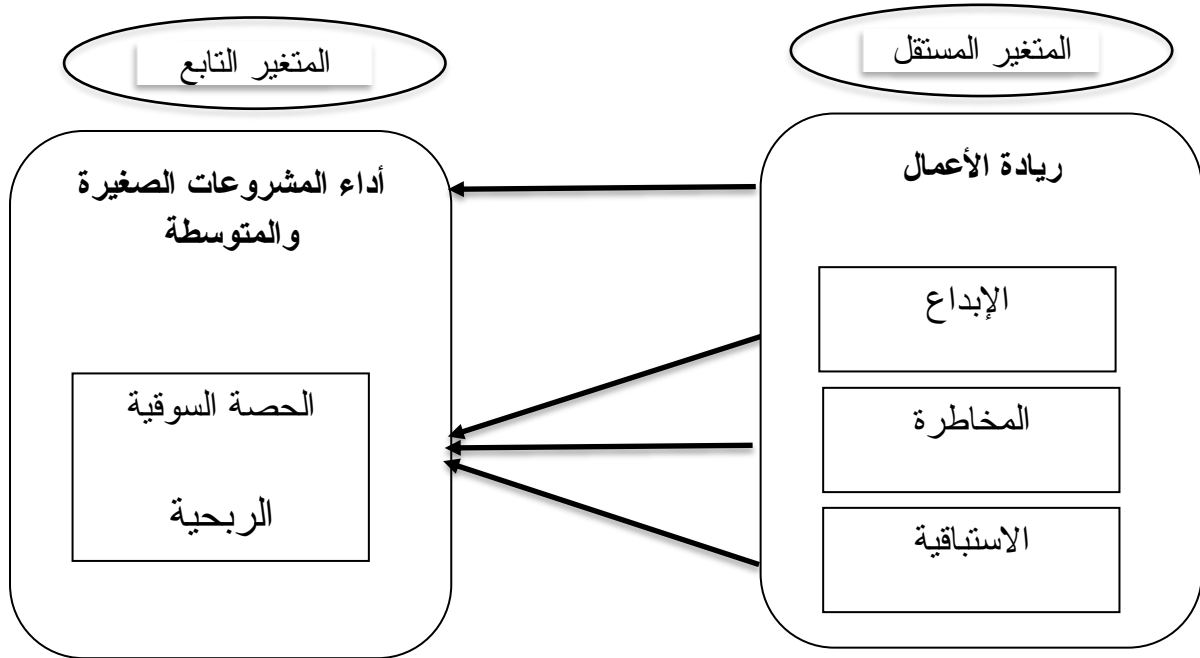 المتغير المستقل
المتغير التابع
ريادة الأعمال
الإبداع
المخاطرة
الاستباقية
أداء المشروعات الصغيرة
والمتوسطة
الحصة السوقية
الربحية